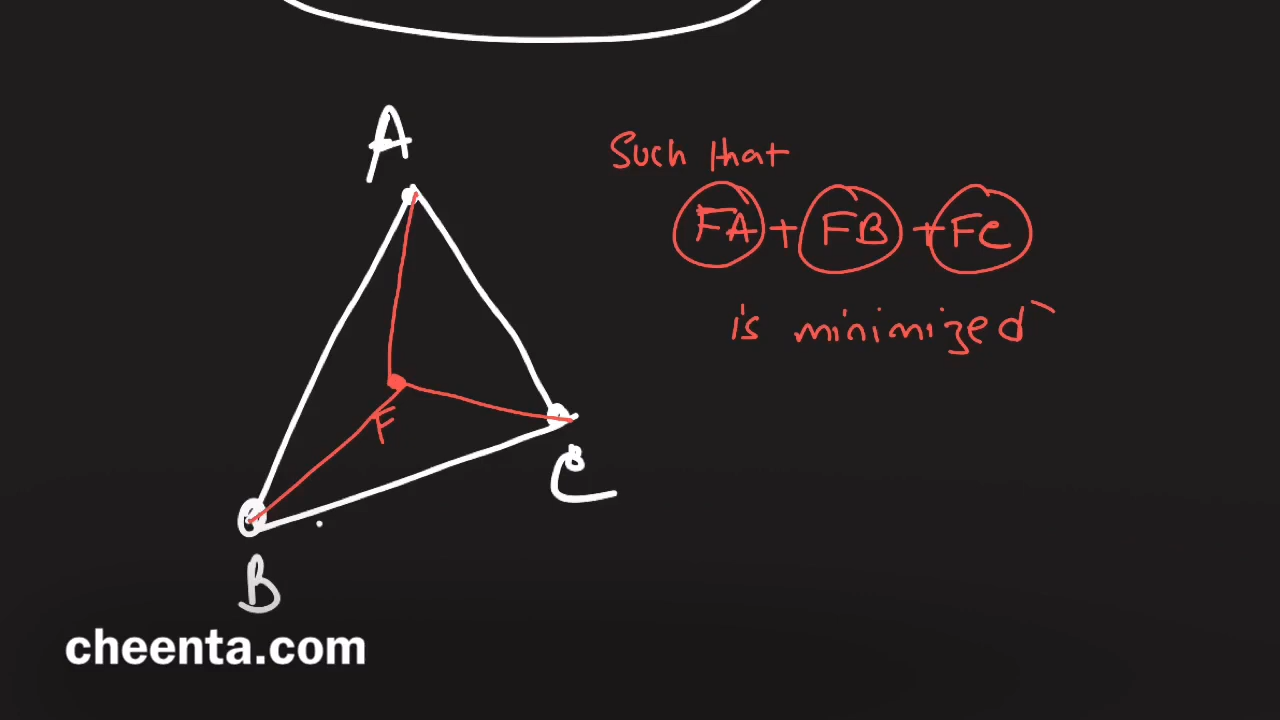 A
Such that
FA + FB + FC
is minimized
F
C
B
cheenta.com